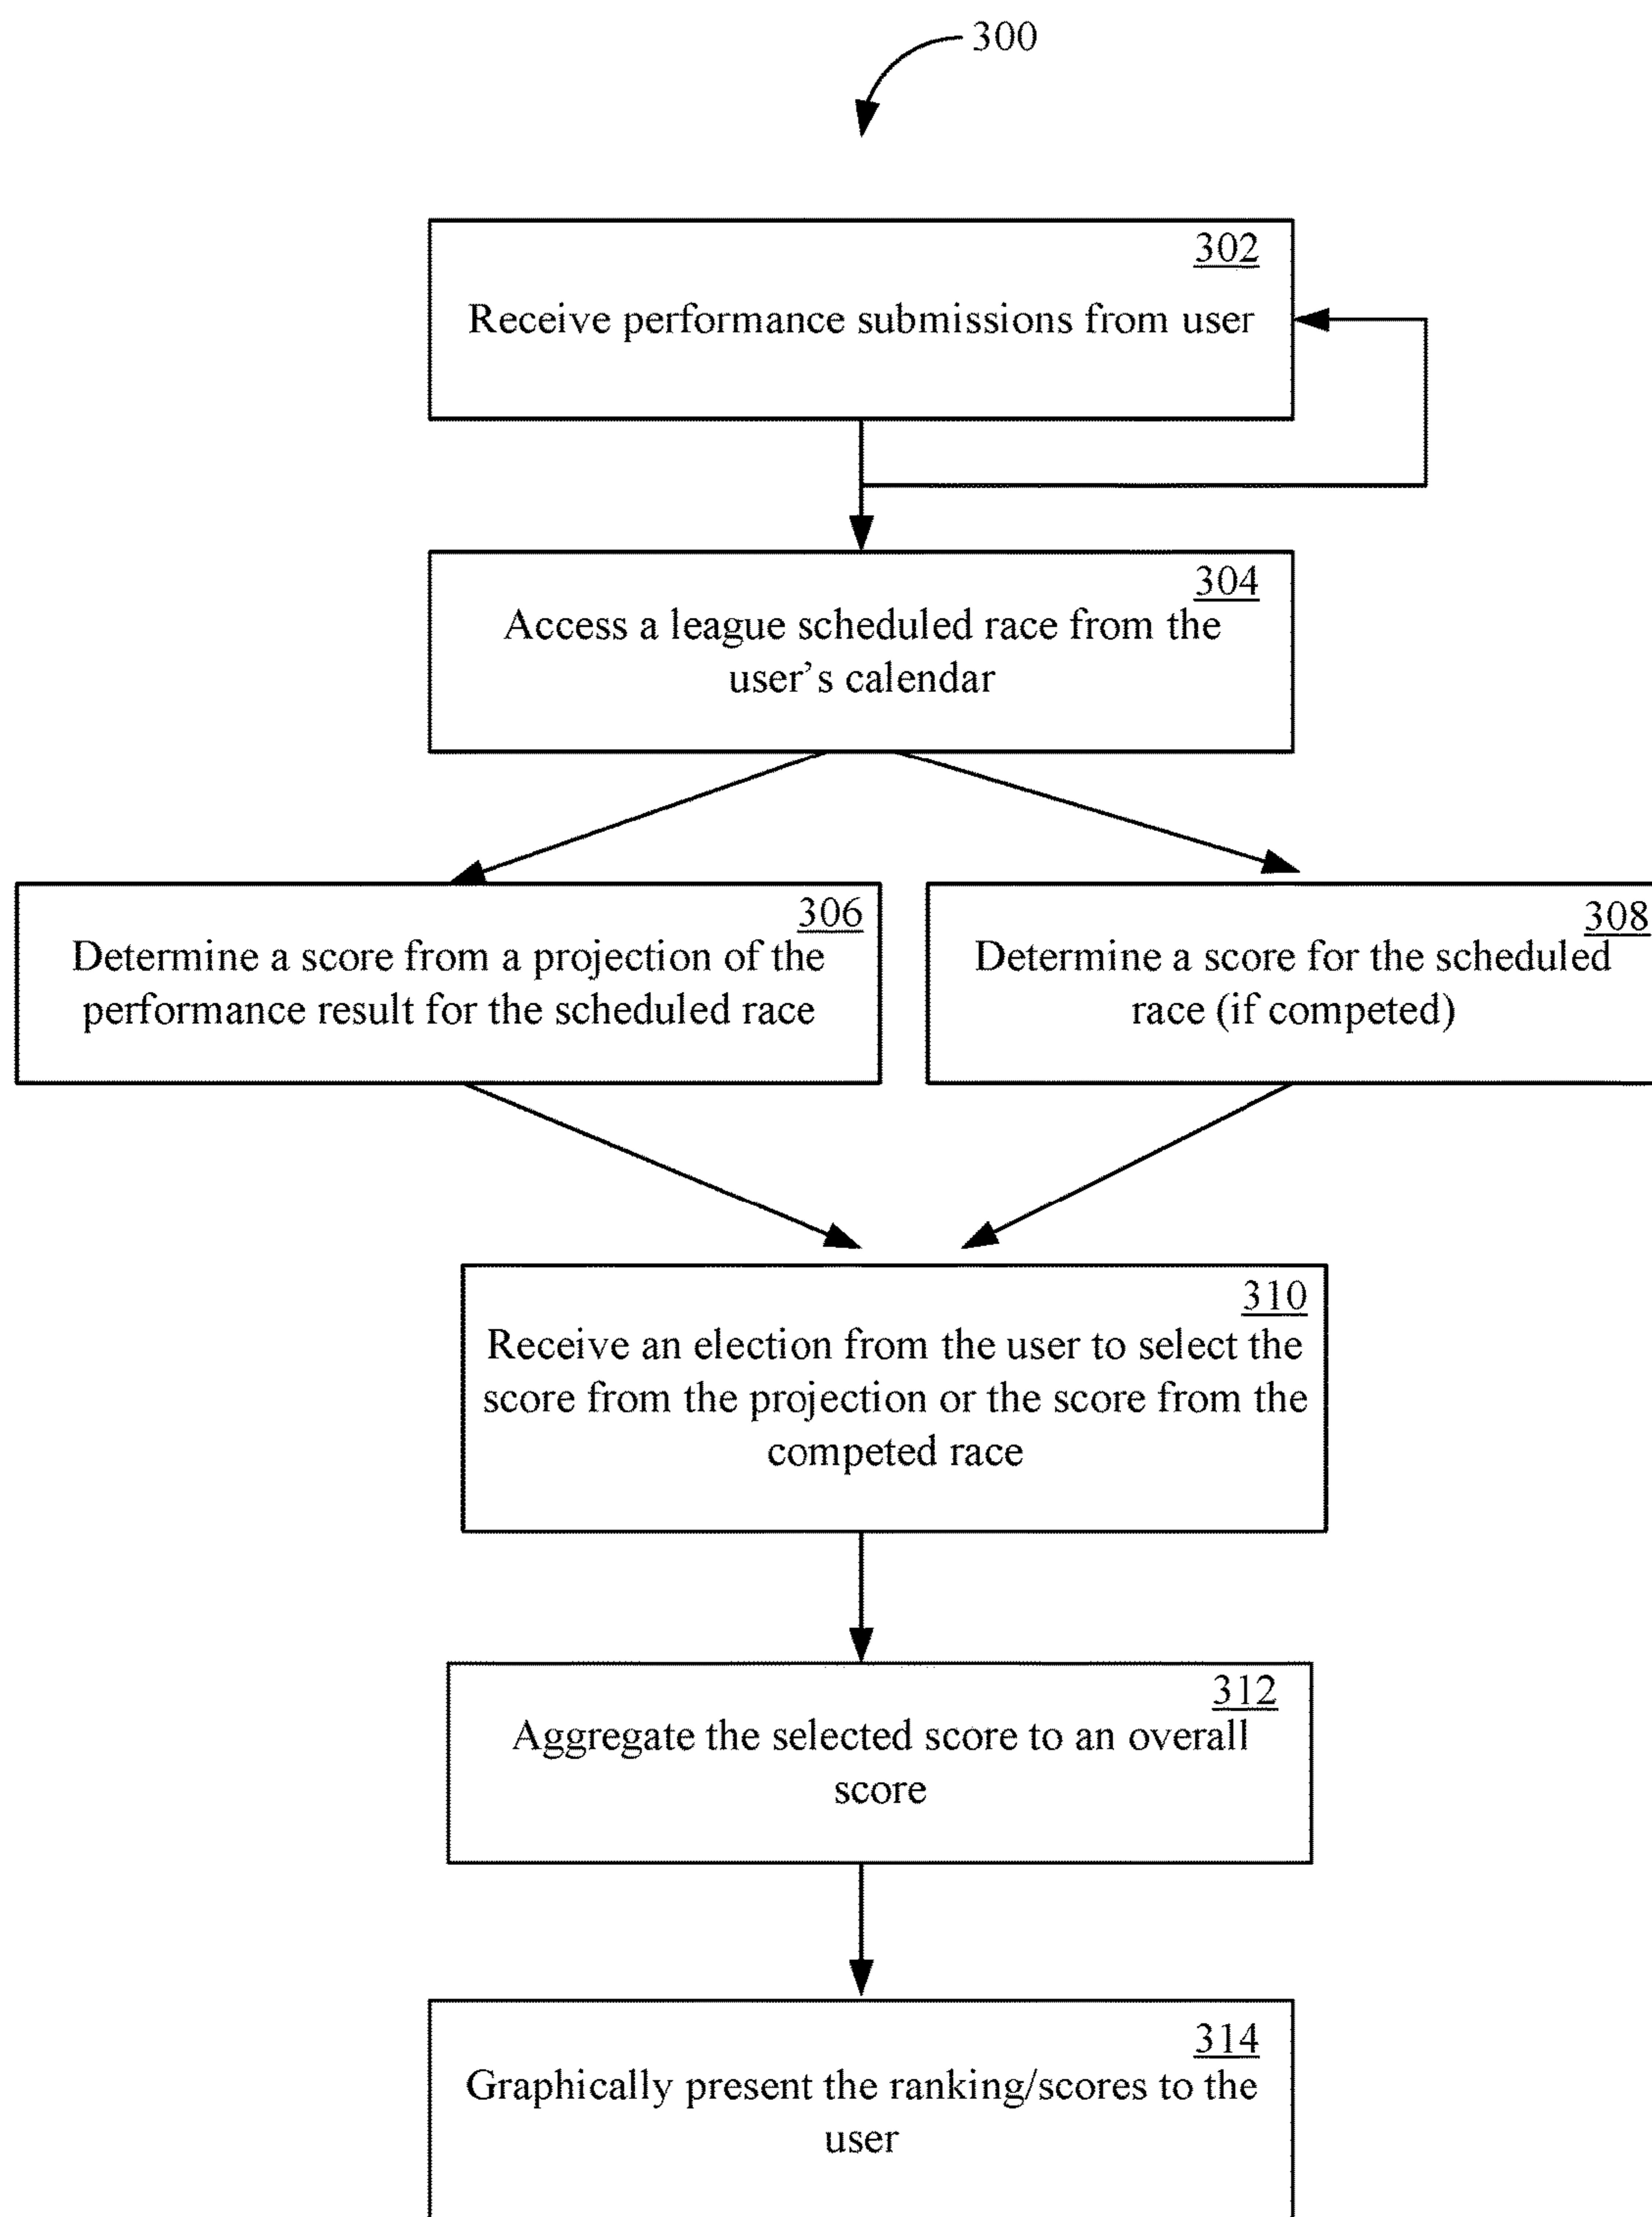 300
302
Receive performance submissions from user
304
Access a league scheduled race from the
user's calendar
306
Determine a score from a projection of the
performance result for the scheduled race
308
Determine a score for the scheduled
race (if competed)
310
Receive an election from the user to select the
score from the projection or the score from the
competed race
312
Aggregate the selected score to an overall
score
314
Graphically present the ranking/scores to the
user